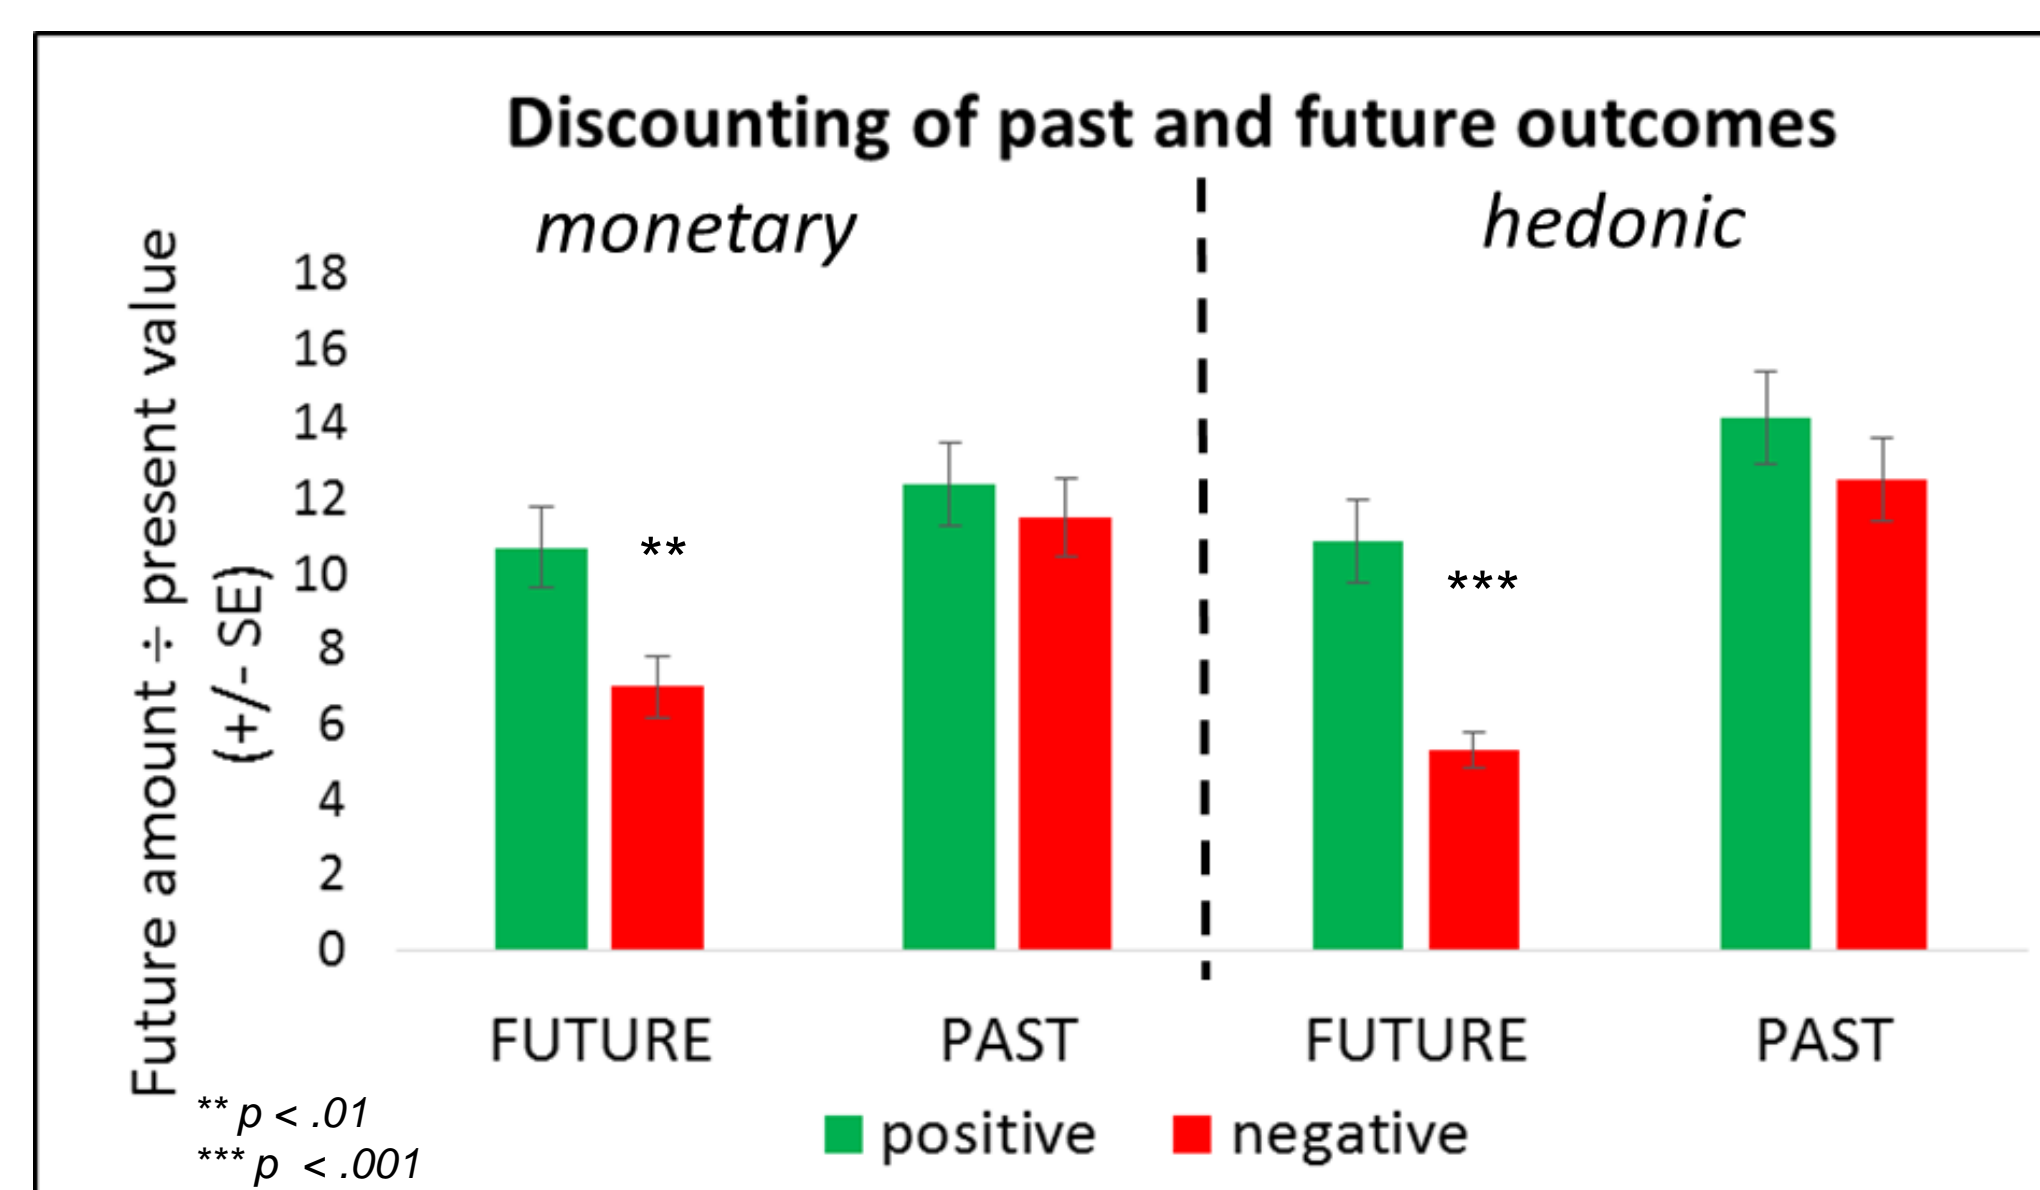 Discounting of past and future outcomes
monetary
hedonic
Future amount ÷ present value
(+/- SE)
18
16
14
12
10
8
6
4
2
0
**
***
FUTURE PAST FUTURE PAST
positive negative
** p < .01
*** p < .001